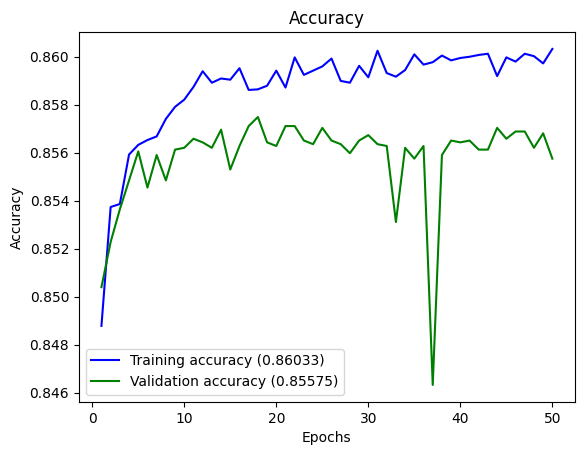 Accuracy
0.860
0.858
0.856
0.854
0.852
0.850
0.848
0.846
Accuracy
Training accuracy (0.86033)
Validation accuracy (0.85575)
0 10 20 30 40 50
Epochs